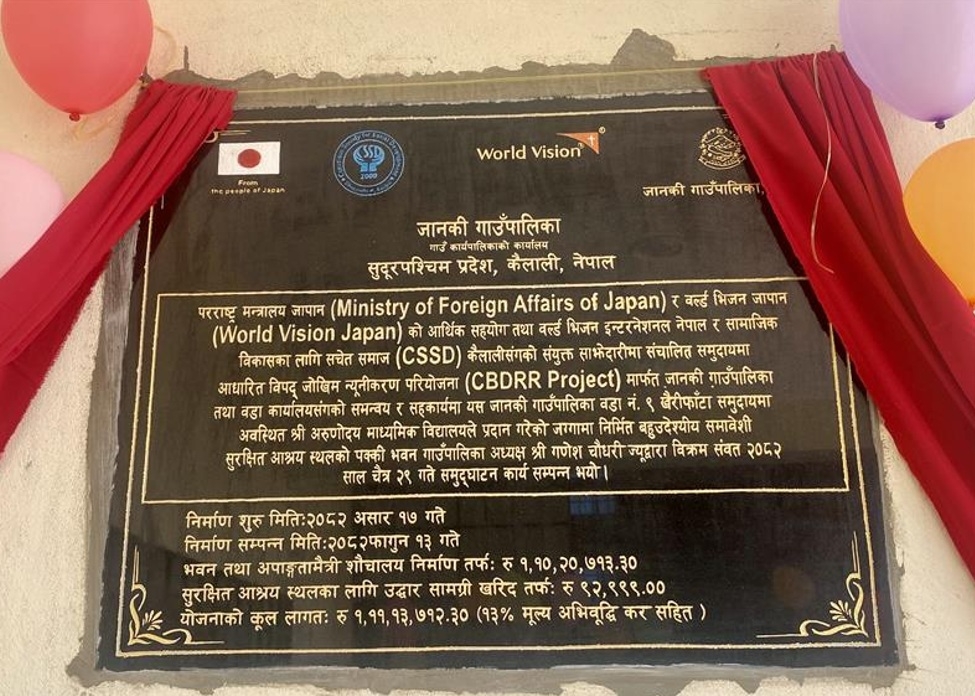 From
the people of Japan
CSSD
2000
World Vision
जानकी गाउँपालिका,
जानकी गाउँपालिका
गाउँ कार्यपालिकाको कार्यालय
सुदूरपश्चिम प्रदेश, कैलाली, नेपाल
परराष्ट्र मन्त्रालय जापान (Ministry of Foreign Affairs of Japan) र वर्ल्ड भिजन जापान
(World Vision Japan) को आर्थिक सहयोग तथा वर्ल्ड भिजन इन्टरनेशनल नेपाल र सामाजिक
विकासका लागि सचेत समाज (CSSD) कैलालीसंगको संयुक्त साझेदारीमा संचालित समुदायमा
आधारित विपद् जोखिम न्यूनीकरण परियोजना (CBDRR Project) मार्फत जानकी गाउँपालिका
तथा वडा कार्यालयसंगको समन्वय र सहकार्यमा यस जानकी गाउँपालिका वडा नं. ९ खैरीफाँटा समुदायमा
अवस्थित श्री अरुणोदय माध्यमिक विद्यालयले प्रदान गरेको जग्गामा निर्मित बहुउद्देश्यीय समावेशी
सुरक्षित आश्रय स्थलको पक्की भवन गाउँपालिका अध्यक्ष श्री गणेश चौधरी ज्यूद्वारा विक्रम संवत २०८२
साल चैत्र २९ गते समुद्घाटन कार्य सम्पन्न भयो।
निर्माण शुरु मिति:२०८२ असार १७ गते
निर्माण सम्पन्न मिति:२०८२फागुन १३ गते
भवन तथा अपाङ्गतामैत्री शौचालय निर्माण तर्फ: रु १,१०,२०,७१३.३०
सुरक्षित आश्रय स्थलका लागि उद्धार सामाग्री खरिद तर्फ: रु ९२,९९९.००
योजनाको कूल लागत: रु १,११,१३,७१२.३० (१३% मूल्य अभिवृद्धि कर सहित )